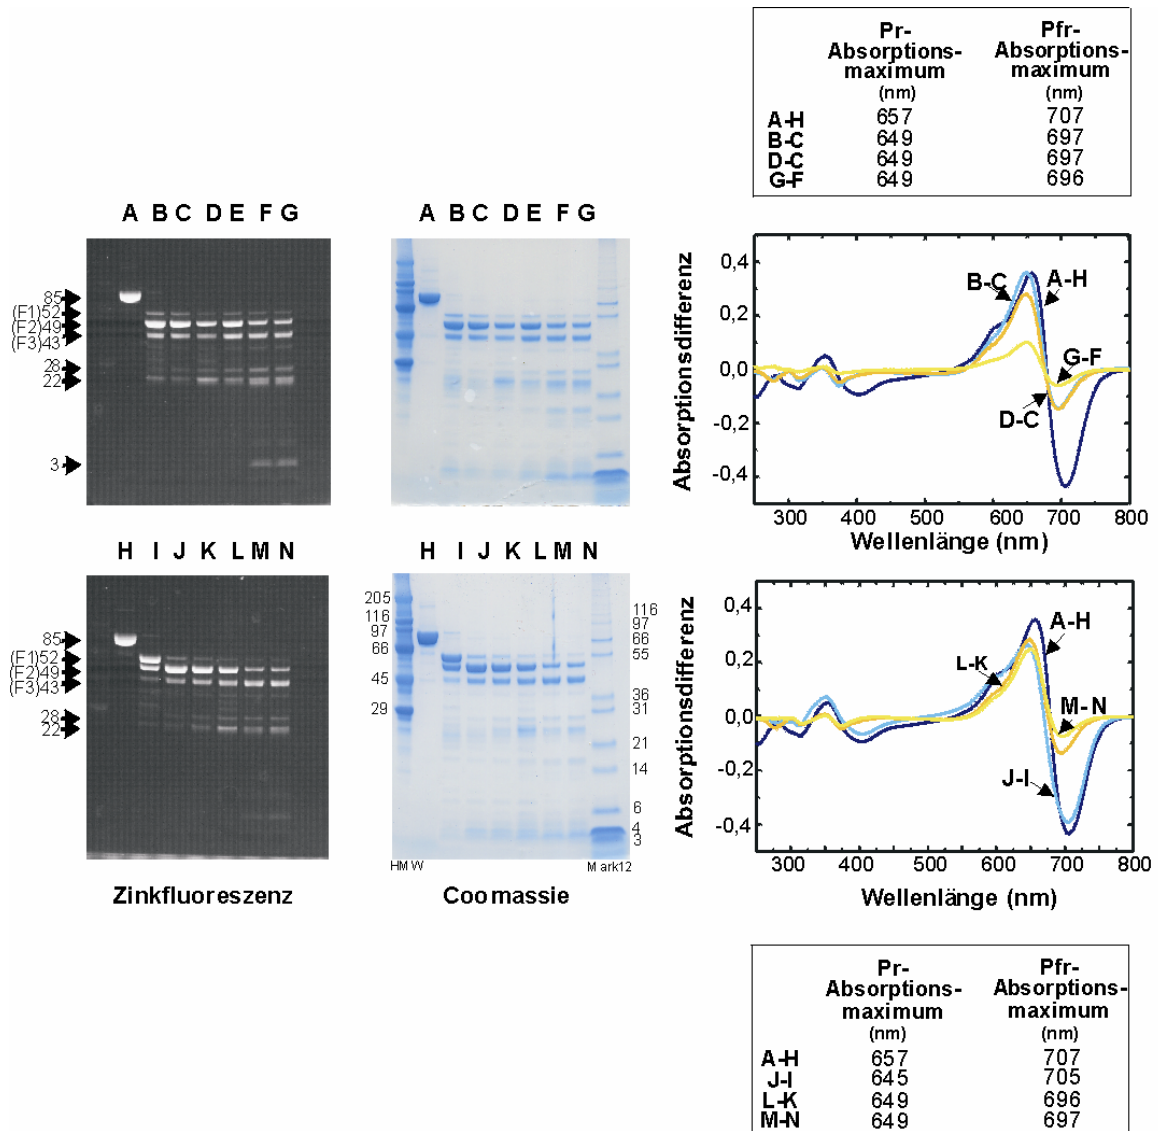 Pr-
Absorptions-
maximum
(nm)
Pfr-
Absorptions-
maximum
(nm)
A-H 657 707
B-C 649 697
D-C 649 697
G-F 649 696
A B C D E F G
85
(F1)52
(F2)49
(F3)43
28
22
3
A B C D E F G
Absorptionsdifferenz
0,4
0,2
0,0
-0,2
-0,4
B-C
A-H
G-F
D-C
300 400 500 600 700 800
Wellenlänge (nm)
H I J K L M N
85
(F1)52
(F2)49
(F3)43
28
22
Zinkfluoreszenz
H I J K L M N
205
116
97
66
45
29
116
97
66
55
36
31
21
14
6
4
3
HMW
Mark12
Coomassie
Absorptionsdifferenz
0,4
0,2
0,0
-0,2
-0,4
A-H
L-K
M-N
J-I
300 400 500 600 700 800
Wellenlänge (nm)
Pr-
Absorptions-
maximum
(nm)
Pfr-
Absorptions-
maximum
(nm)
A-H 657 707
J-I 645 705
L-K 649 696
M-N 649 697